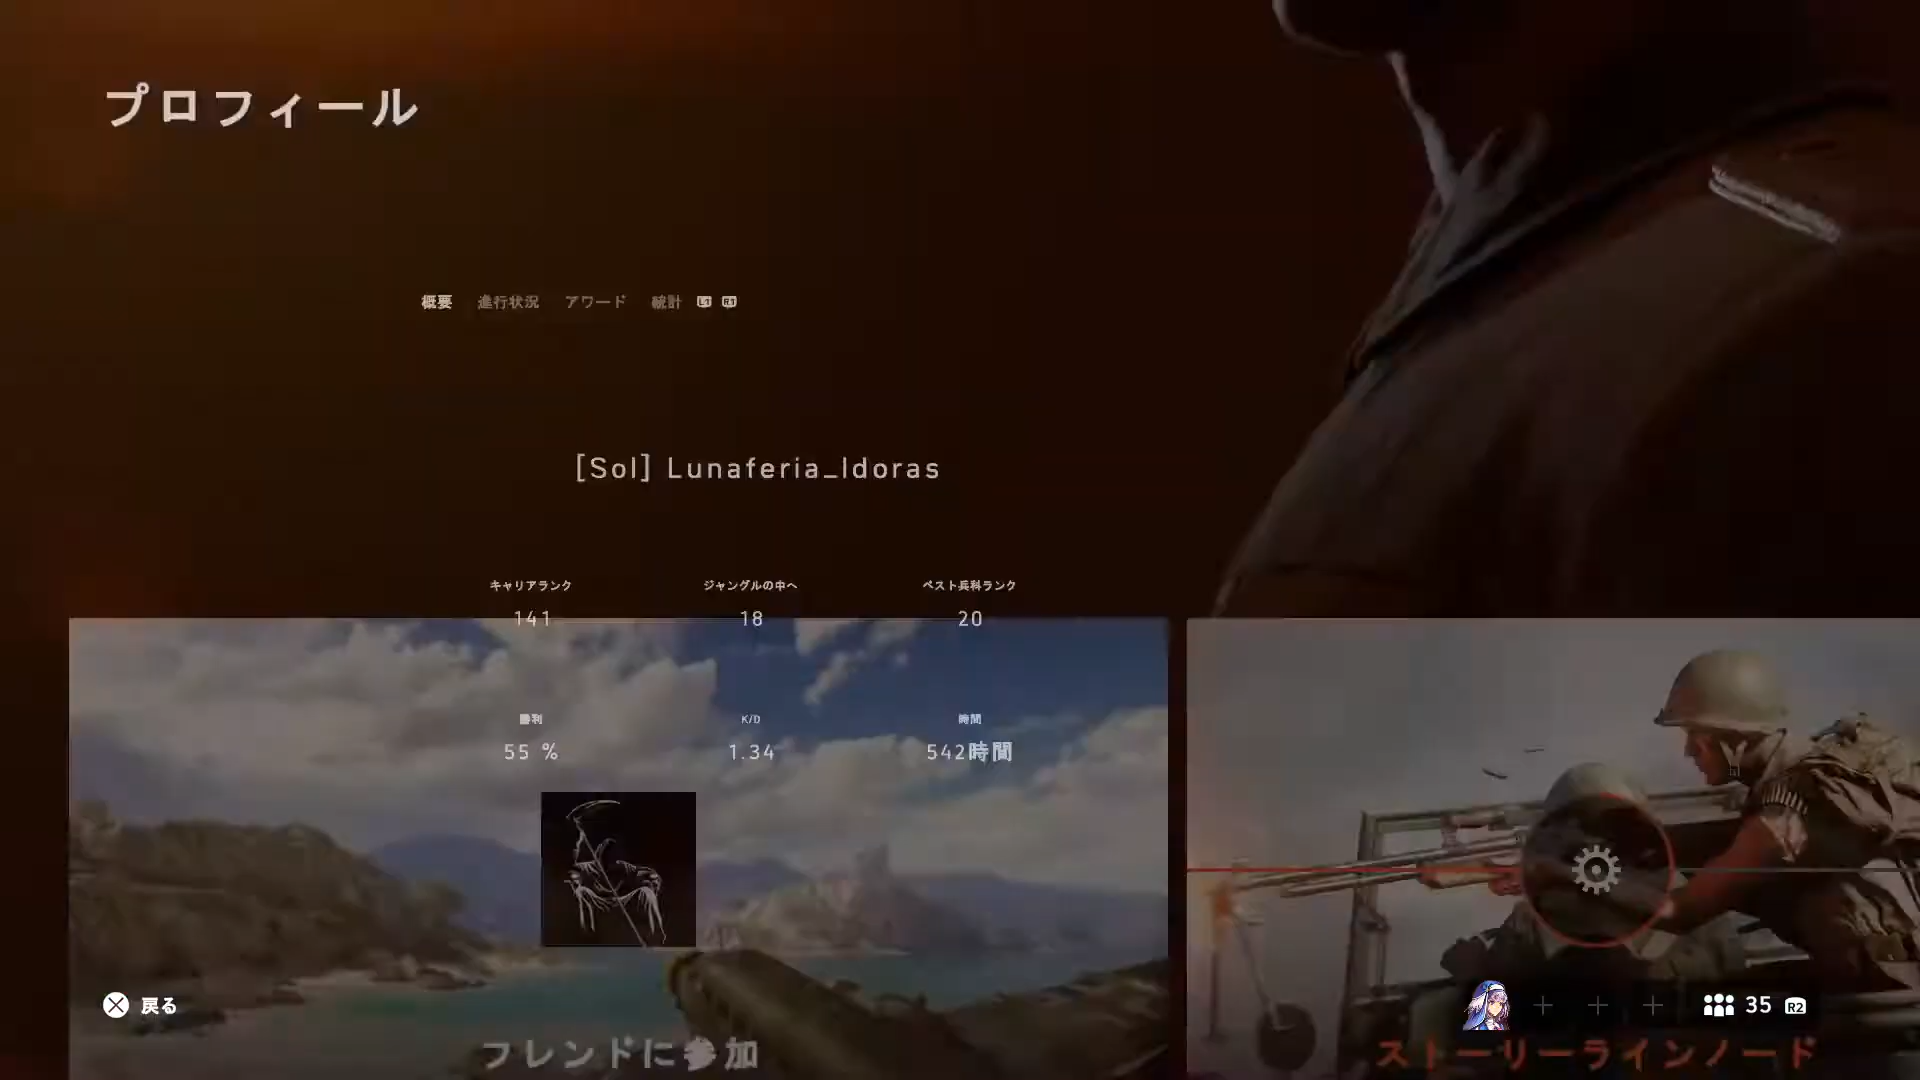 プロフィール
概要 進行状況 アワード 統計 L1 R1
[Sol] Lunaferia_Idoras
キャリアランク ジャングルの中へ ベスト兵科ランク
141 18 20
勝利 K/D 時間
55 % 1.34 542時間
戻る
35 R2
フレンドに参加
ストーリーラインノード